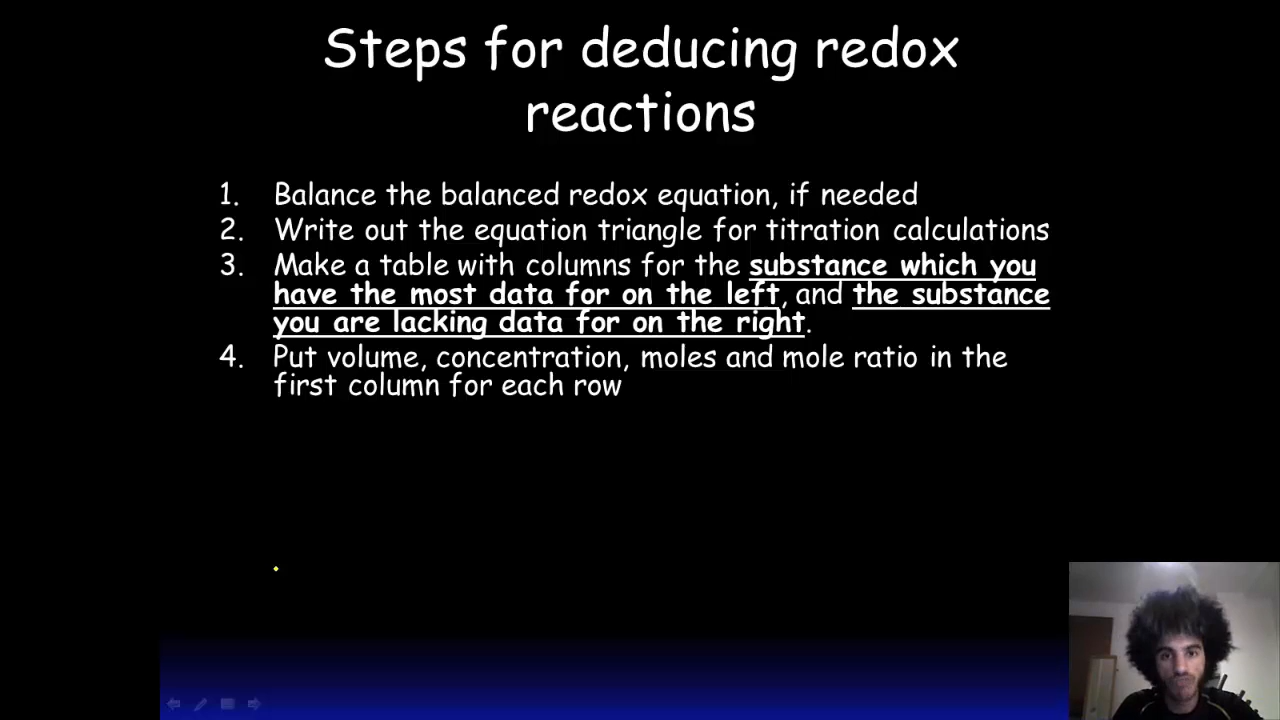 Steps for deducing redox
reactions
1. Balance the balanced redox equation, if needed
2. Write out the equation triangle for titration calculations
3. Make a table with columns for the substance which you
have the most data for on the left, and the substance
you are lacking data for on the right.
4. Put volume, concentration, moles and mole ratio in the
first column for each row